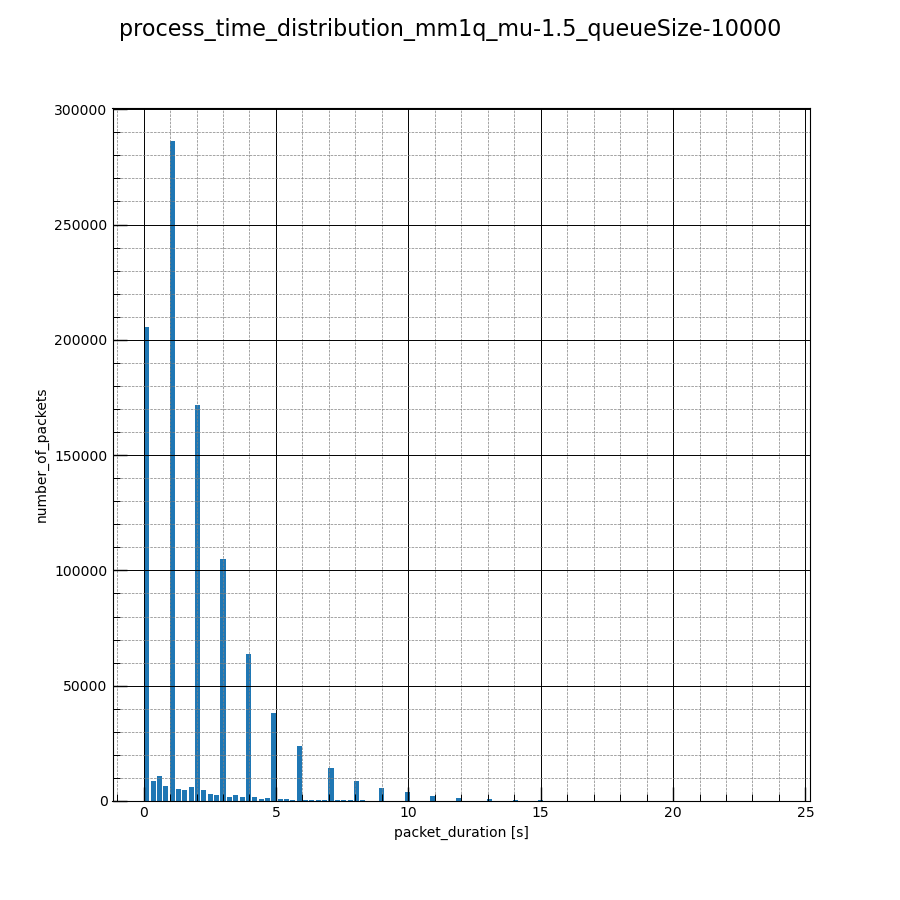 process_time_distribution_mm1q_mu-1.5_queueSize-10000
300000
250000
200000
150000
100000
50000
0
number_of_packets
0 5 10 15 20 25
packet_duration [s]